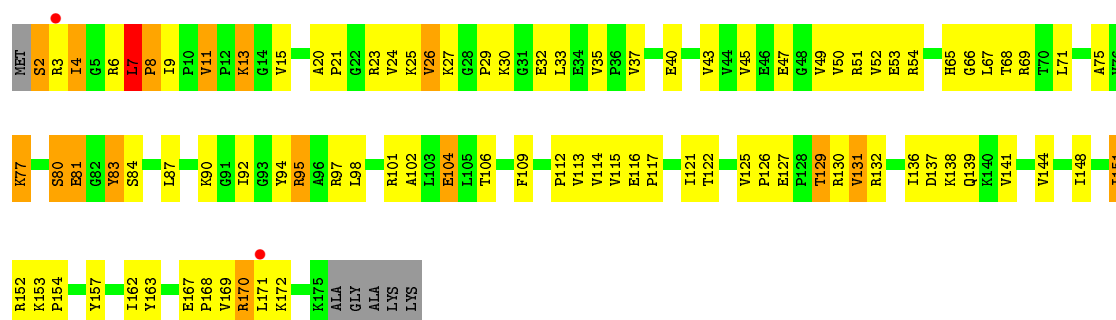 MET S2 R3 I4 G5 R6 L7 P8 I9 P10 V11 P12 K13 G14 V15 A20 P21 G22 R23 V24 K25 V26 K27 G28 P29 K30 G31 E32 L33 E34 V35 P36 V37 E40 V43 V44 V45 E46 E47 G48 V49 V50 R51 V52 E53 R54 H65 G66 L67 T68 R69 T70 L71 A75
K77 S80 E81 G82 Y83 S84 L87 K90 G91 I92 G93 Y94 R95 A96 R97 L98 R101 A102 L103 E104 L105 T106 F109 P112 V113 V114 V115 E116 P117 I121 T122 V125 P126 E127 P128 T129 R130 V131 R132 I136 D137 K138 Q139 K140 V141 V144 I148 I151
R152 K153 P154 Y157 I162 Y163 E167 P168 V169 R170 L171 K172 K175 ALA GLY ALA LYS LYS